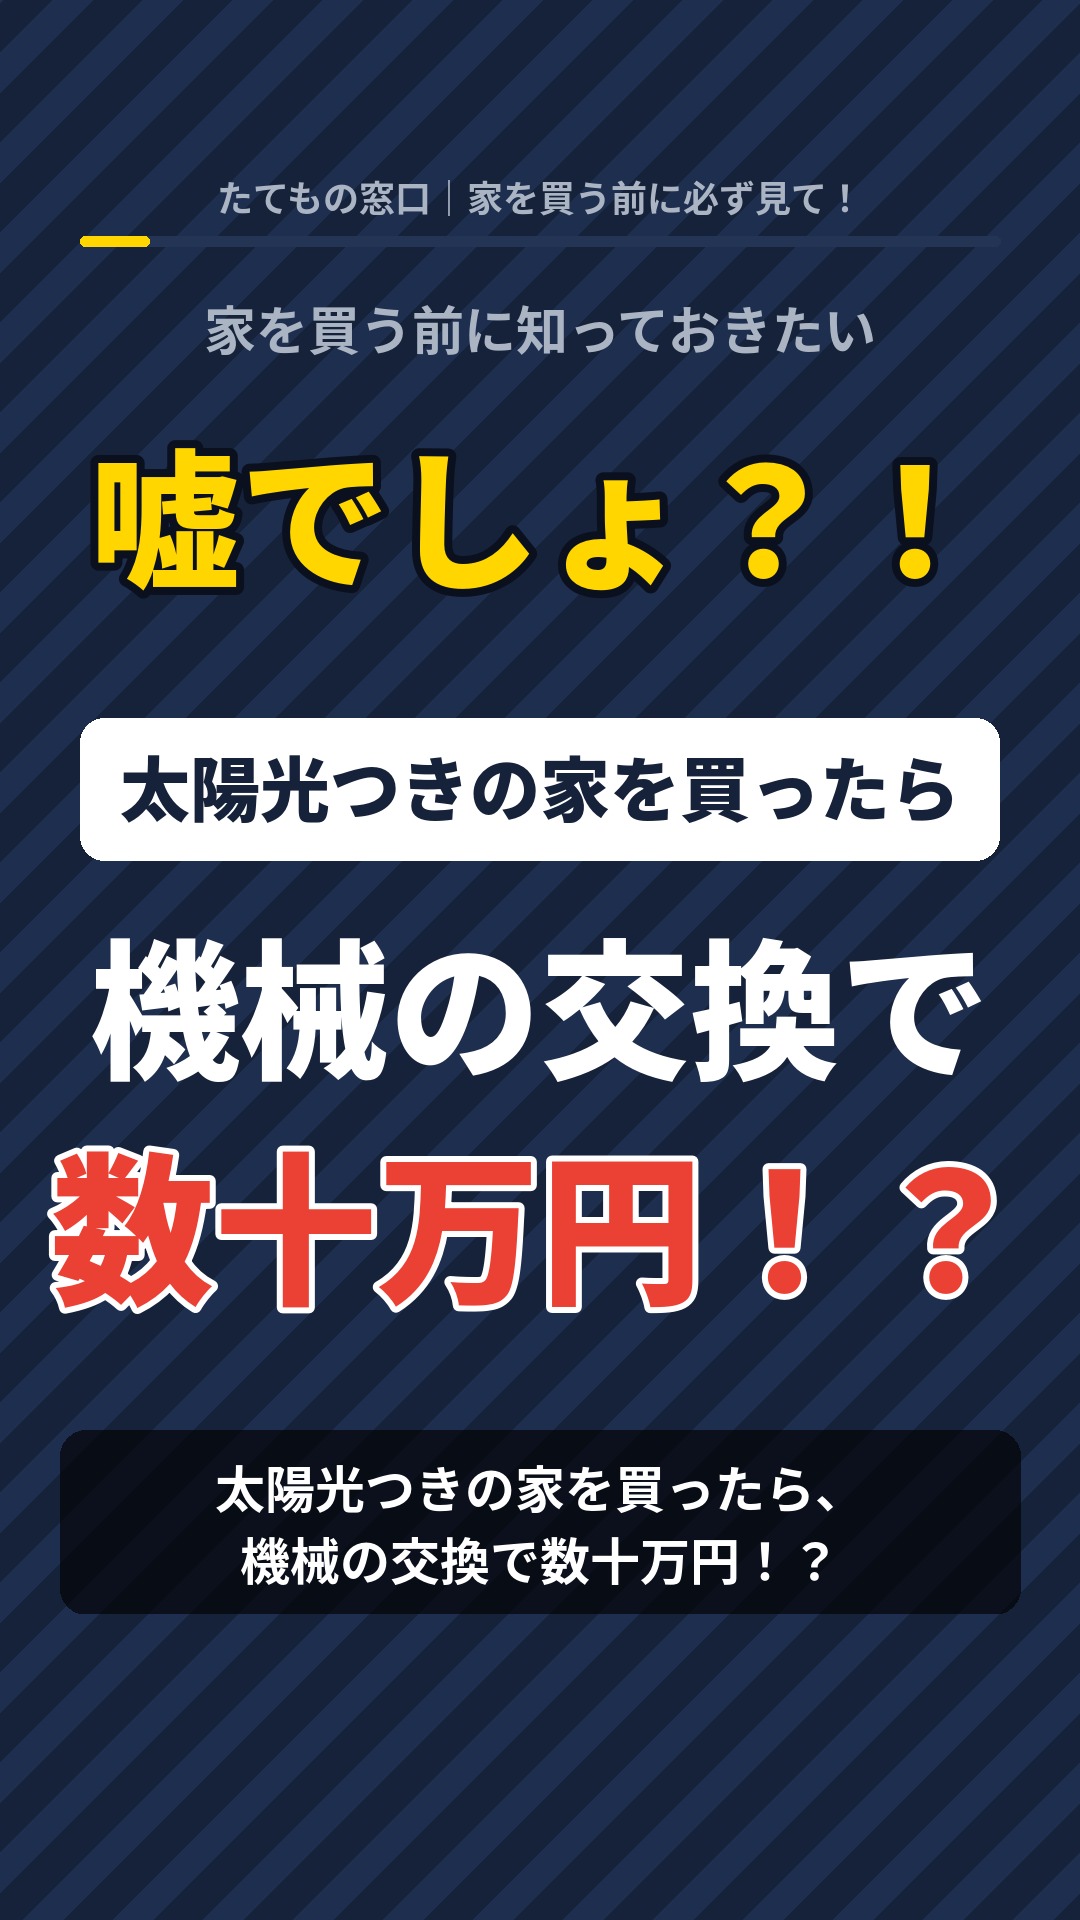 たてもの窓口｜家を買う前に必ず見て！
家を買う前に知っておきたい
嘘でしょ？！
太陽光つきの家を買ったら
機械の交換で
数十万円！？
太陽光つきの家を買ったら、
機械の交換で数十万円！？